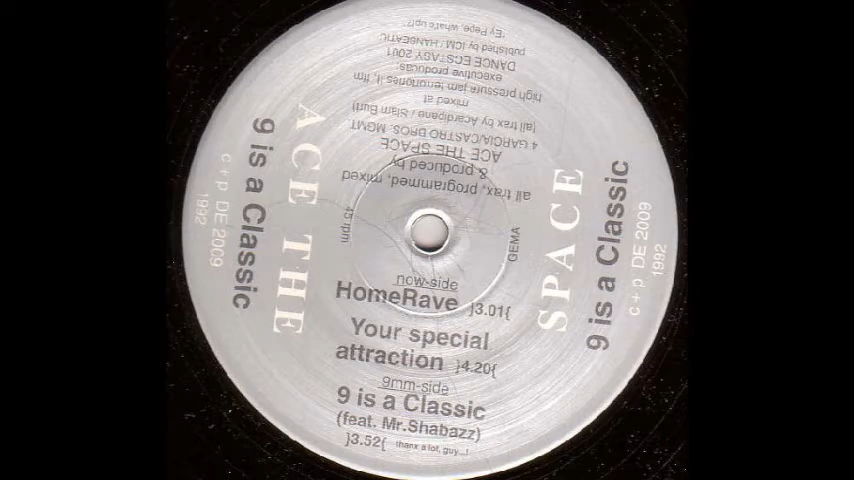 now-side
HomeRave }3.01{
Your special
attraction }4.20{
9mm-side
9 is a Classic
(feat. Mr.Shabazz)
}3.52{ thanx a lot, guy...!
ACE THE
SPACE
9 is a Classic
c + p DE 2009
1992
9 is a Classic
c + p DE 2009
1992
45 rpm
GEMA
all trax, programmed, mixed
& produced by
ACE THE SPACE
4 GARCIA/CASTRO BROS. MGMT
(all trax by Acardipane / Slam Burt)
mixed at
high pressure jam
executive producas:
DANCE ECSTASY 2001
published by ICM / HANSEATIC
"Ey Pepe, what's up!?"